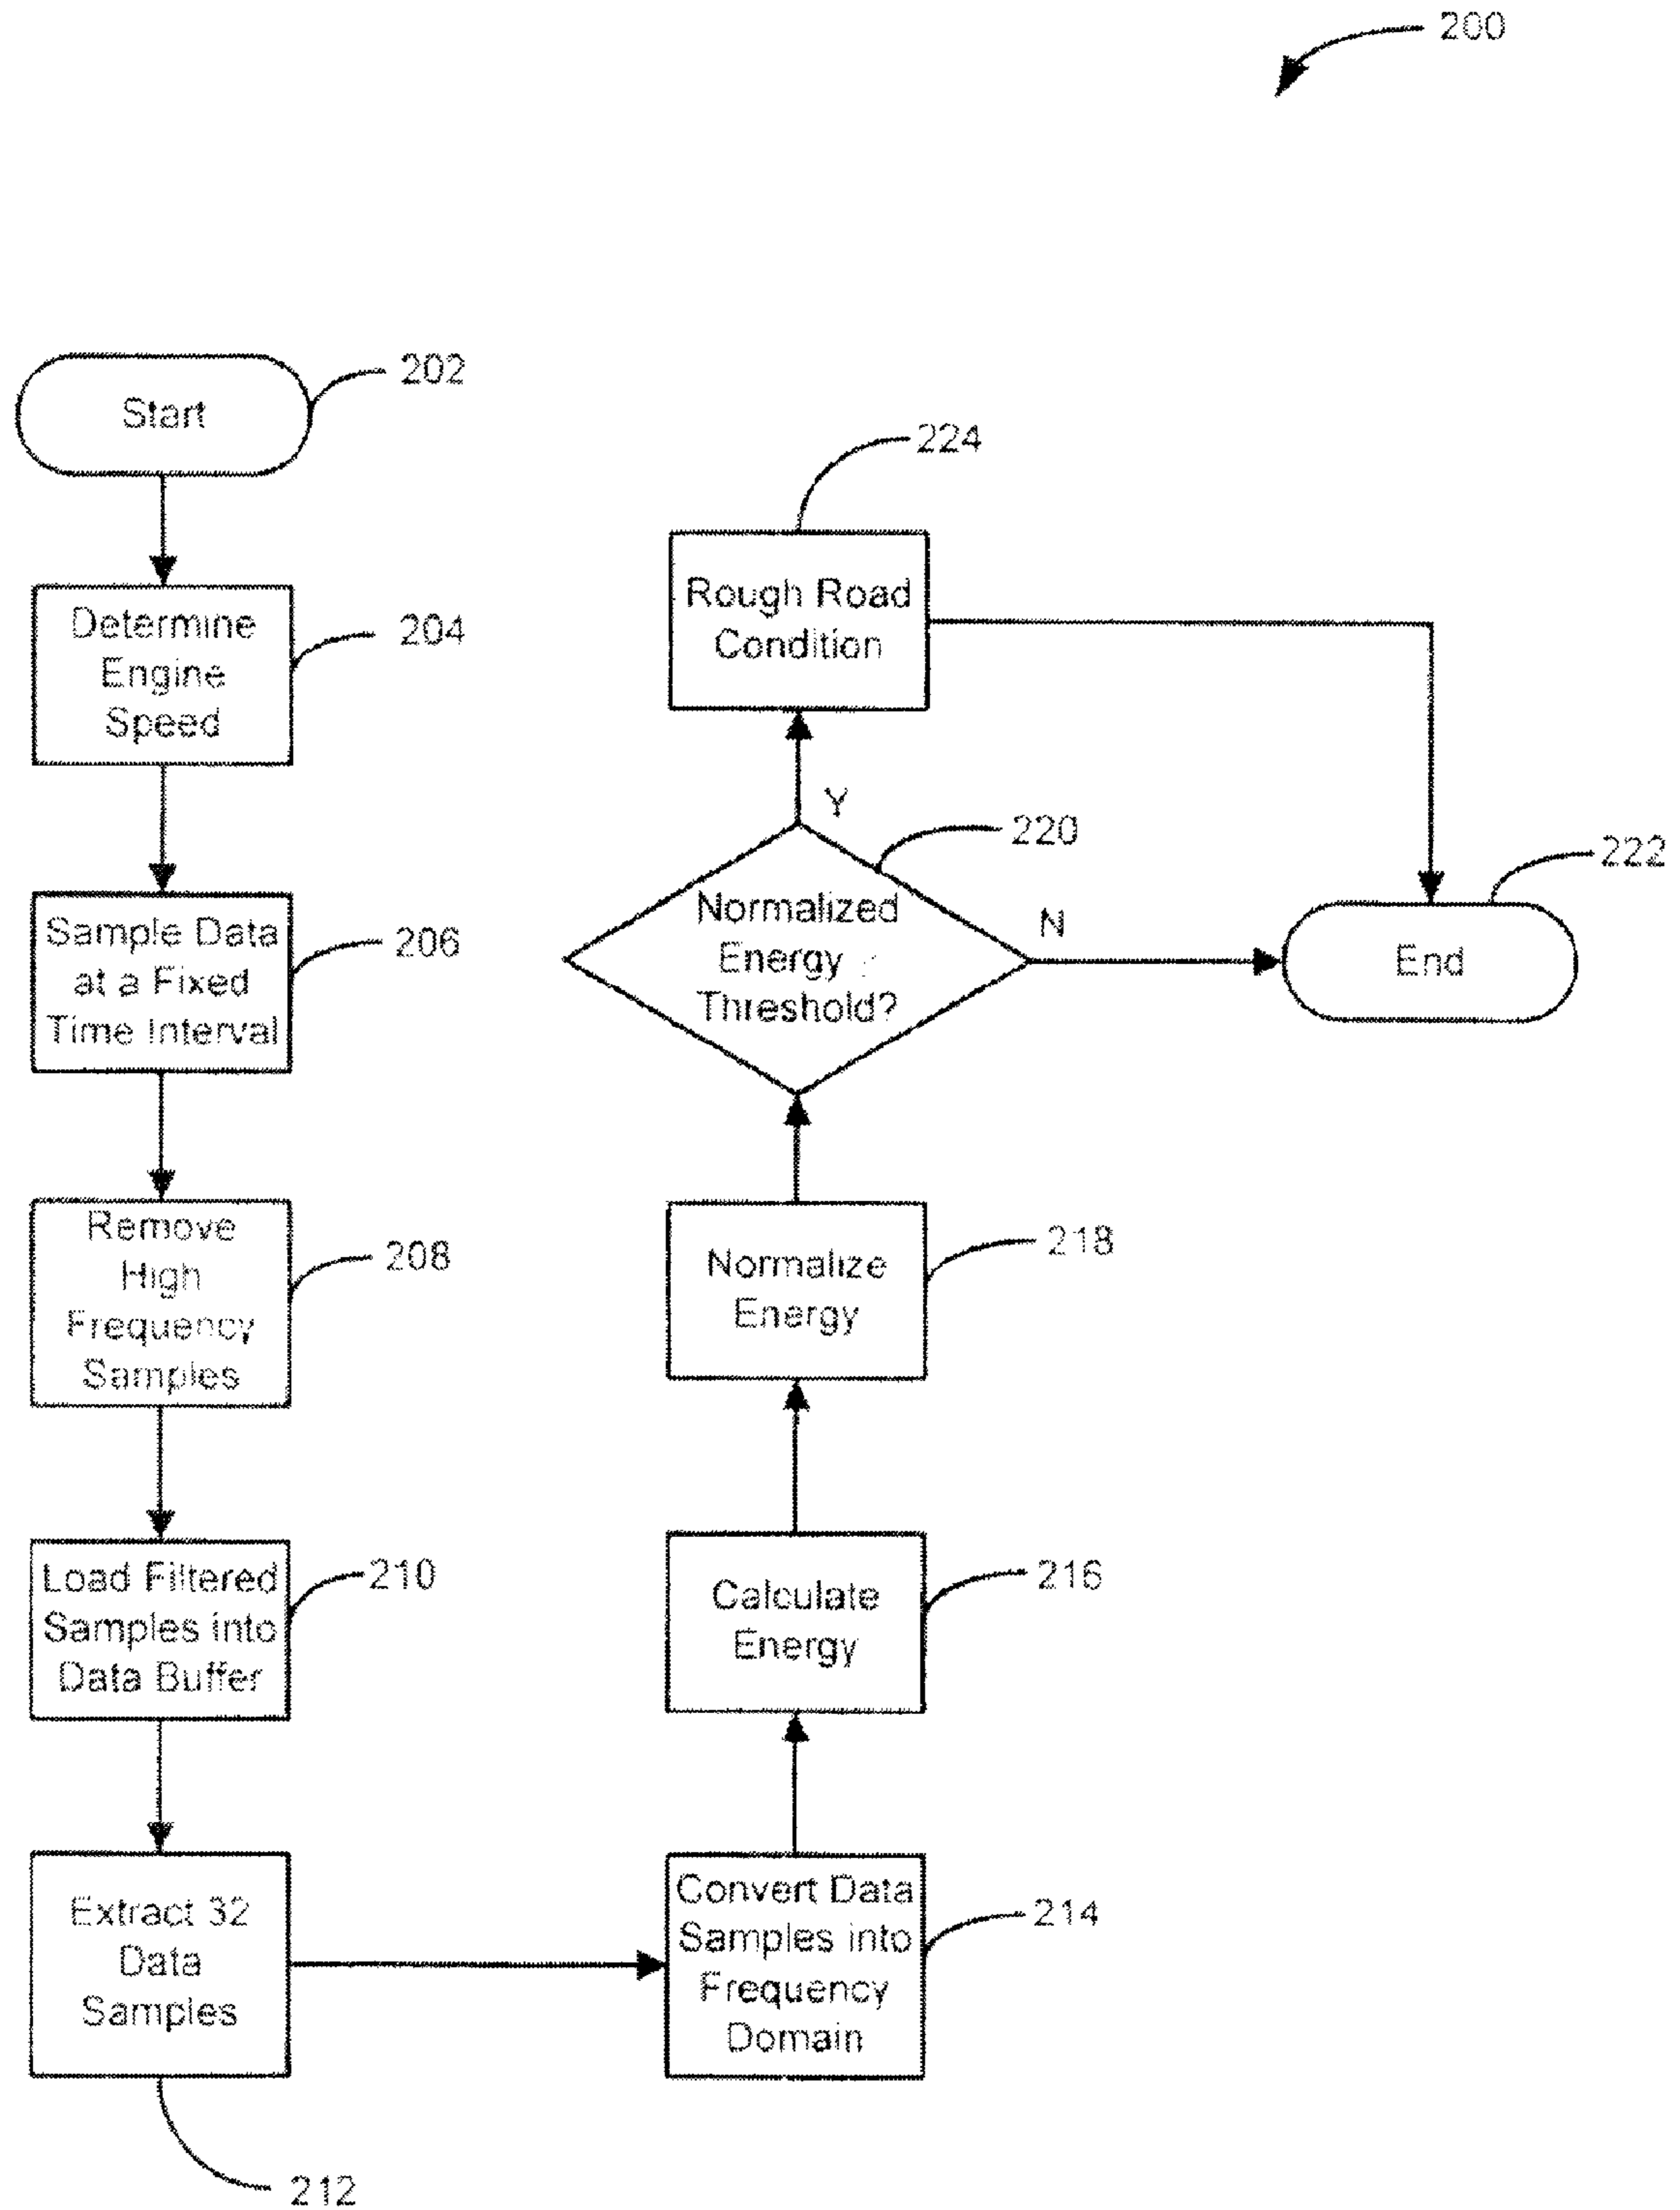 200
Start
202
Determine
Engine
Speed
204
Sample Data
at a Fixed
Time Interval
206
Remove
High
Frequency
Samples
208
Load Filtered
Samples into
Data Buffer
210
Extract 32
Data
Samples
212
Convert Data
Samples into
Frequency
Domain
214
Calculate
Energy
216
Normalize
Energy
218
Normalized
Energy
Threshold?
220
Y
N
Rough Road
Condition
224
End
222